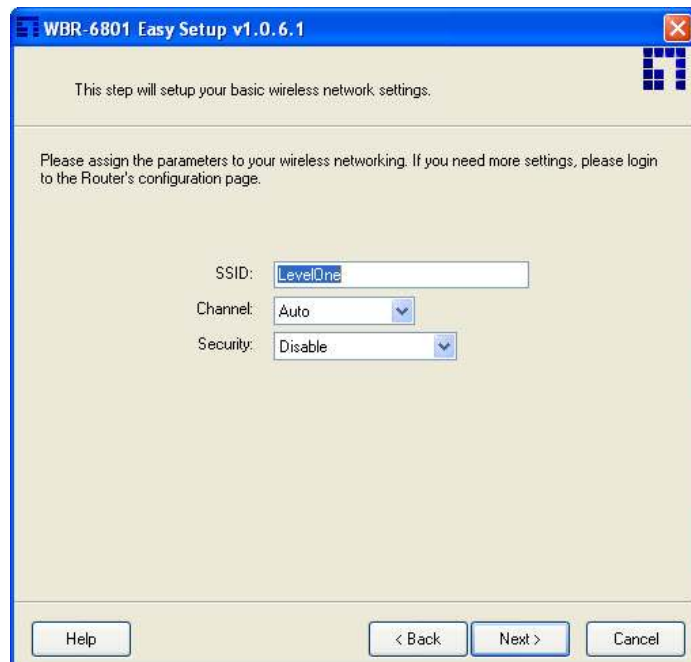 WBR-6801 Easy Setup v1.0.6.1
This step will setup your basic wireless network settings.
Please assign the parameters to your wireless networking. If you need more settings, please login
to the Router's configuration page.
SSID: LevelOne
Channel: Auto
Security: Disable
Help < Back Next > Cancel